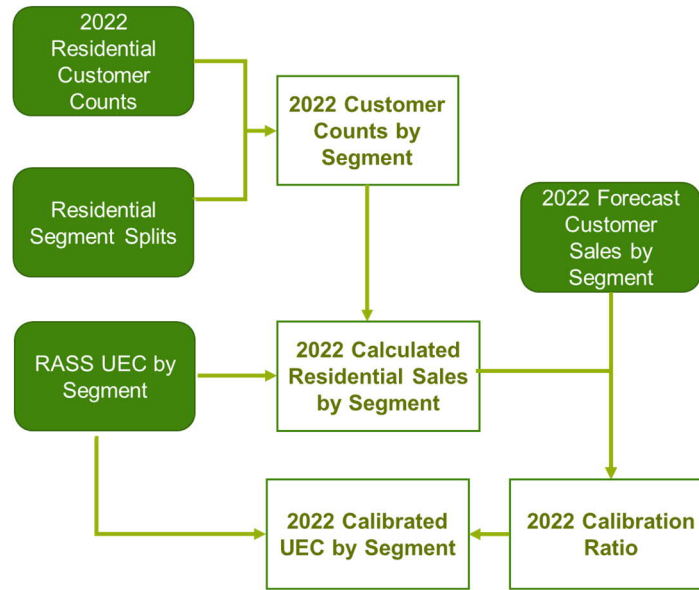 2022
Residential
Customer
Counts
2022 Customer
Counts by
Segment
Residential
Segment Splits
2022 Forecast
Customer
Sales by
Segment
RASS UEC by
Segment
2022 Calculated
Residential Sales
by Segment
2022 Calibrated
UEC by Segment
2022 Calibration
Ratio